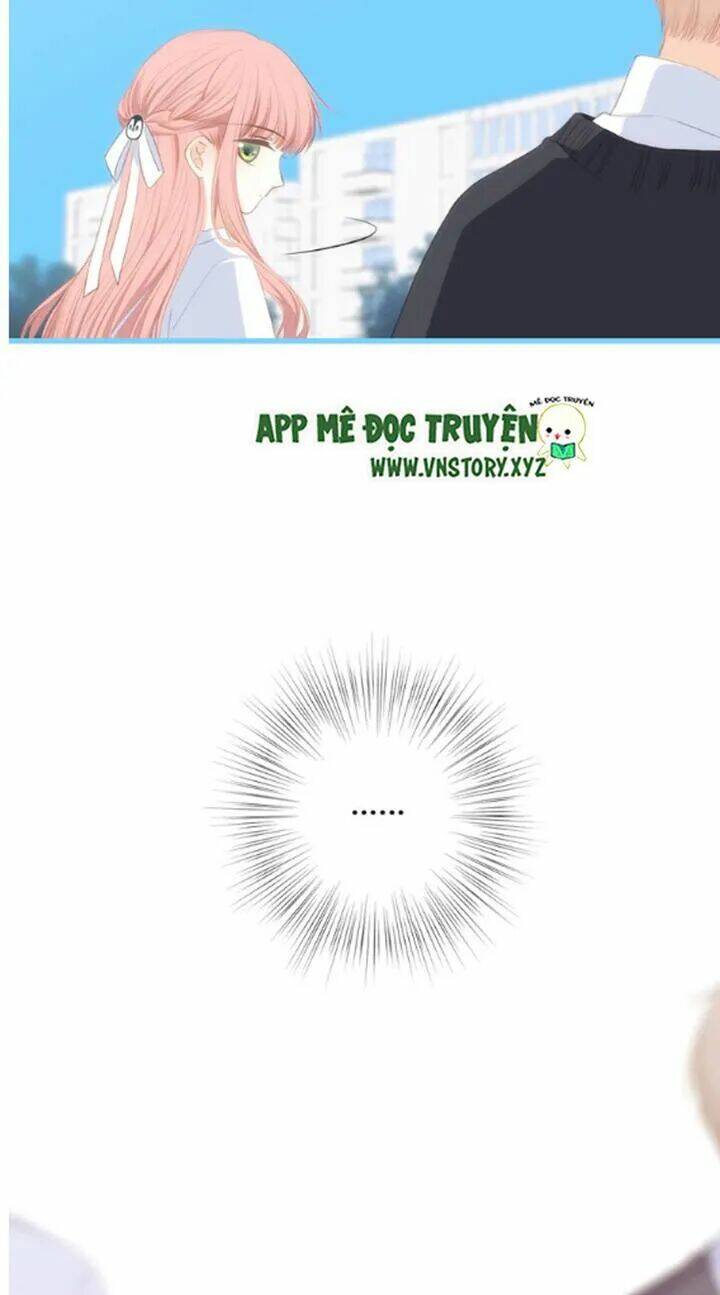 MÊ ĐỌC TRUYỆN
APP MÊ ĐỌC TRUYỆN
WWW.VNSTORY.XYZ
......